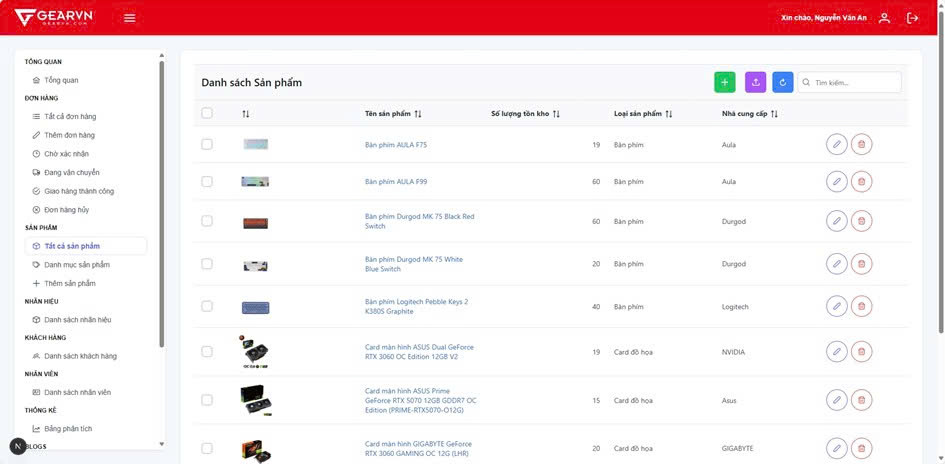 GEARVN
GEARVN.COM
Xin chào, Nguyễn Văn An
TỔNG QUAN
Tổng quan
ĐƠN HÀNG
Tất cả đơn hàng
Thêm đơn hàng
Chờ xác nhận
Đang vận chuyển
Giao hàng thành công
Đơn hàng hủy
SẢN PHẨM
Tất cả sản phẩm
Danh mục sản phẩm
Thêm sản phẩm
NHÃN HIỆU
Danh sách nhãn hiệu
KHÁCH HÀNG
Danh sách khách hàng
NHÂN VIÊN
Danh sách nhân viên
THỐNG KÊ
Bảng phân tích
BLOGS
N
Danh sách Sản phẩm
Tìm kiếm...
Tên sản phẩm Số lượng tồn kho Loại sản phẩm Nhà cung cấp
Bàn phím AULA F75 19 Bàn phím Aula
Bàn phím AULA F99 60 Bàn phím Aula
Bàn phím Durgod MK 75 Black Red
Switch
60 Bàn phím Durgod
Bàn phím Durgod MK 75 White
Blue Switch
20 Bàn phím Durgod
Bàn phím Logitech Pebble Keys 2
K380S Graphite
40 Bàn phím Logitech
Card màn hình ASUS Dual GeForce
RTX 3060 OC Edition 12GB V2
19 Card đồ họa NVIDIA
Card màn hình ASUS Prime
GeForce RTX 5070 12GB GDDR7 OC
Edition (PRIME-RTX5070-O12G)
15 Card đồ họa Asus
Card màn hình GIGABYTE GeForce
RTX 3060 GAMING OC 12G (LHR)
20 Card đồ họa GIGABYTE